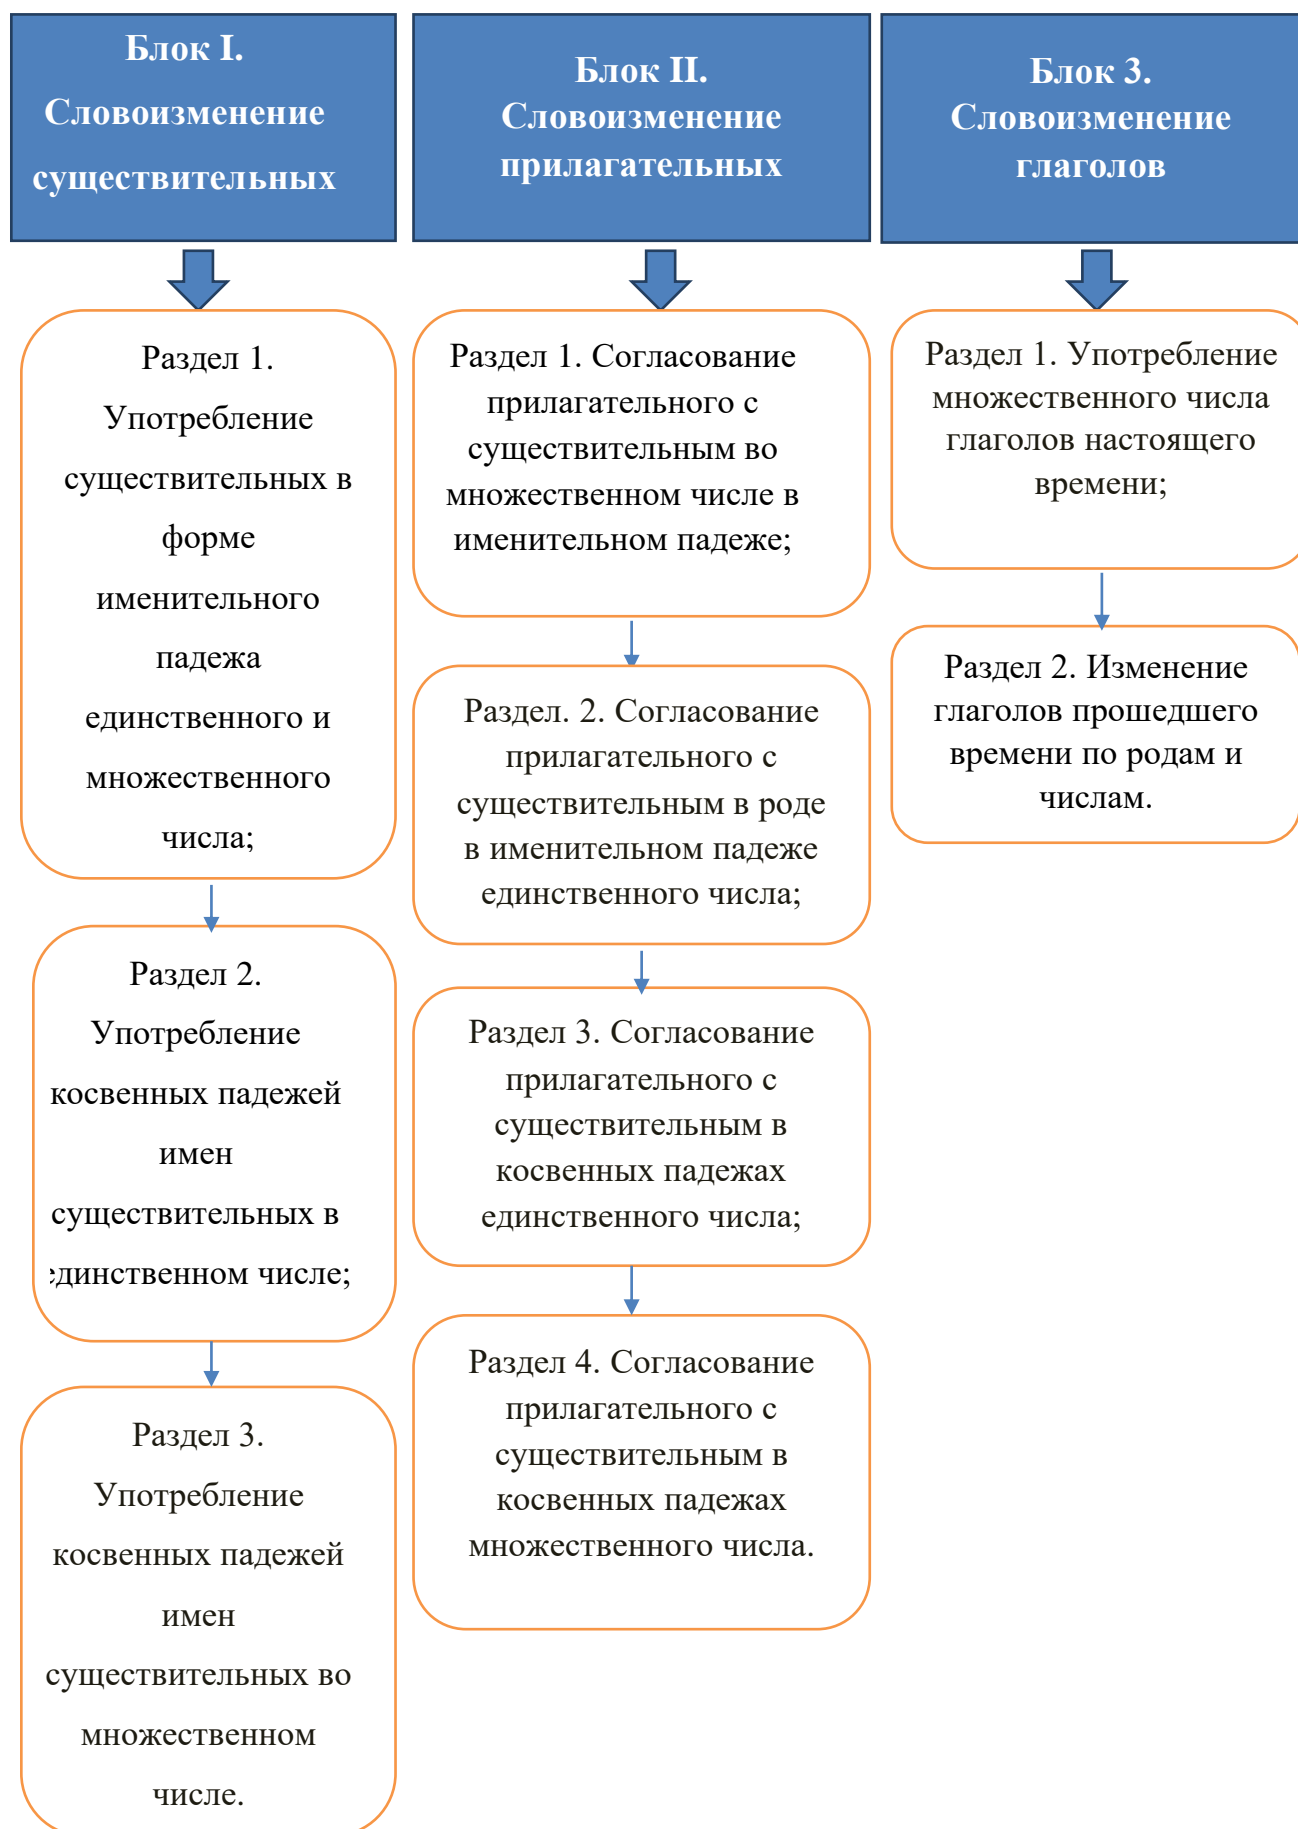 Блок I.
Словоизменение
существительных
Раздел 1.
Употребление
существительных в
форме
именительного
падежа
единственного и
множественного
числа;
Раздел 2.
Употребление
косвенных падежей
имен
существительных в
единственном числе;
Раздел 3.
Употребление
косвенных падежей
имен
существительных во
множественном
числе.
Блок II.
Словоизменение
прилагательных
Раздел 1. Согласование
прилагательного с
существительным во
множественном числе в
именительном падеже;
Раздел. 2. Согласование
прилагательного с
существительным в роде
в именительном падеже
единственного числа;
Раздел 3. Согласование
прилагательного с
существительным в
косвенных падежах
единственного числа;
Раздел 4. Согласование
прилагательного с
существительным в
косвенных падежах
множественного числа.
Блок 3.
Словоизменение
глаголов
Раздел 1. Употребление
множественного числа
глаголов настоящего
времени;
Раздел 2. Изменение
глаголов прошедшего
времени по родам и
числам.